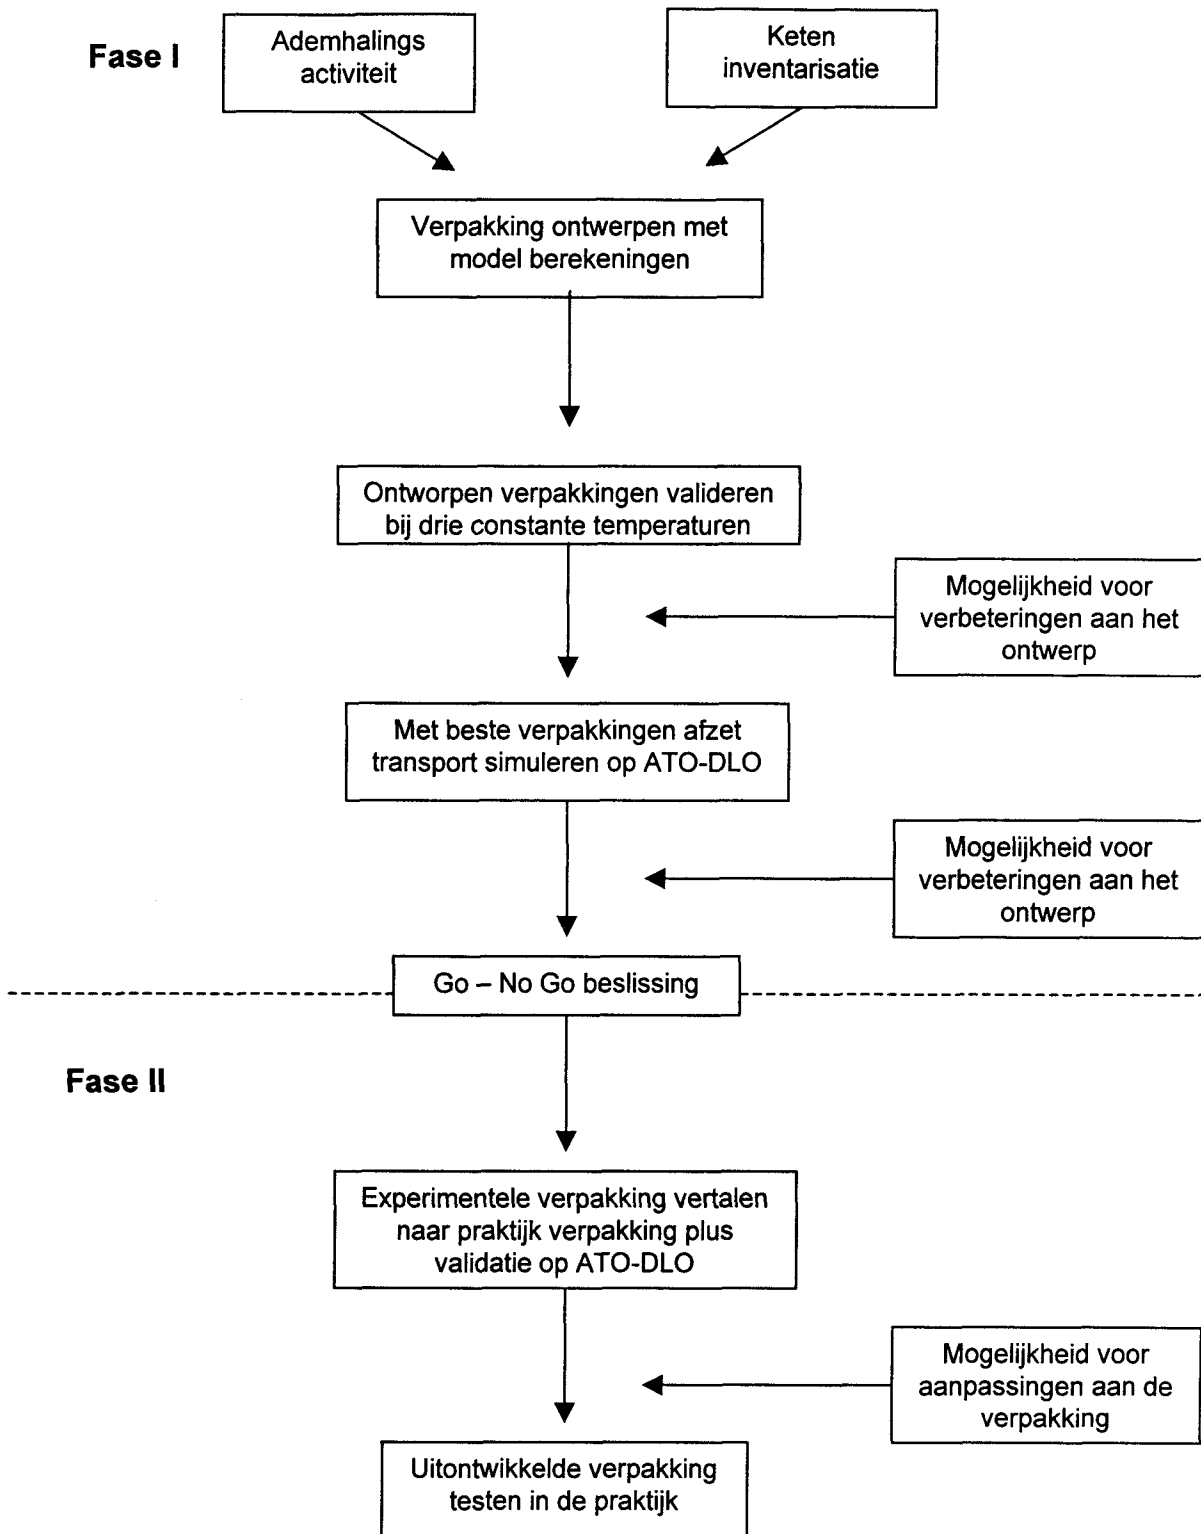 Fase I
Ademhalings
activiteit
Keten
inventarisatie
Verpakking ontwerpen met
model berekeningen
Ontworpen verpakkingen valideren
bij drie constante temperaturen
Mogelijkheid voor
verbeteringen aan het
ontwerp
Met beste verpakkingen afzet
transport simuleren op ATO-DLO
Mogelijkheid voor
verbeteringen aan het
ontwerp
Go – No Go beslissing
Fase II
Experimentele verpakking vertalen
naar praktijk verpakking plus
validatie op ATO-DLO
Mogelijkheid voor
aanpassingen aan de
verpakking
Uitontwikkelde verpakking
testen in de praktijk